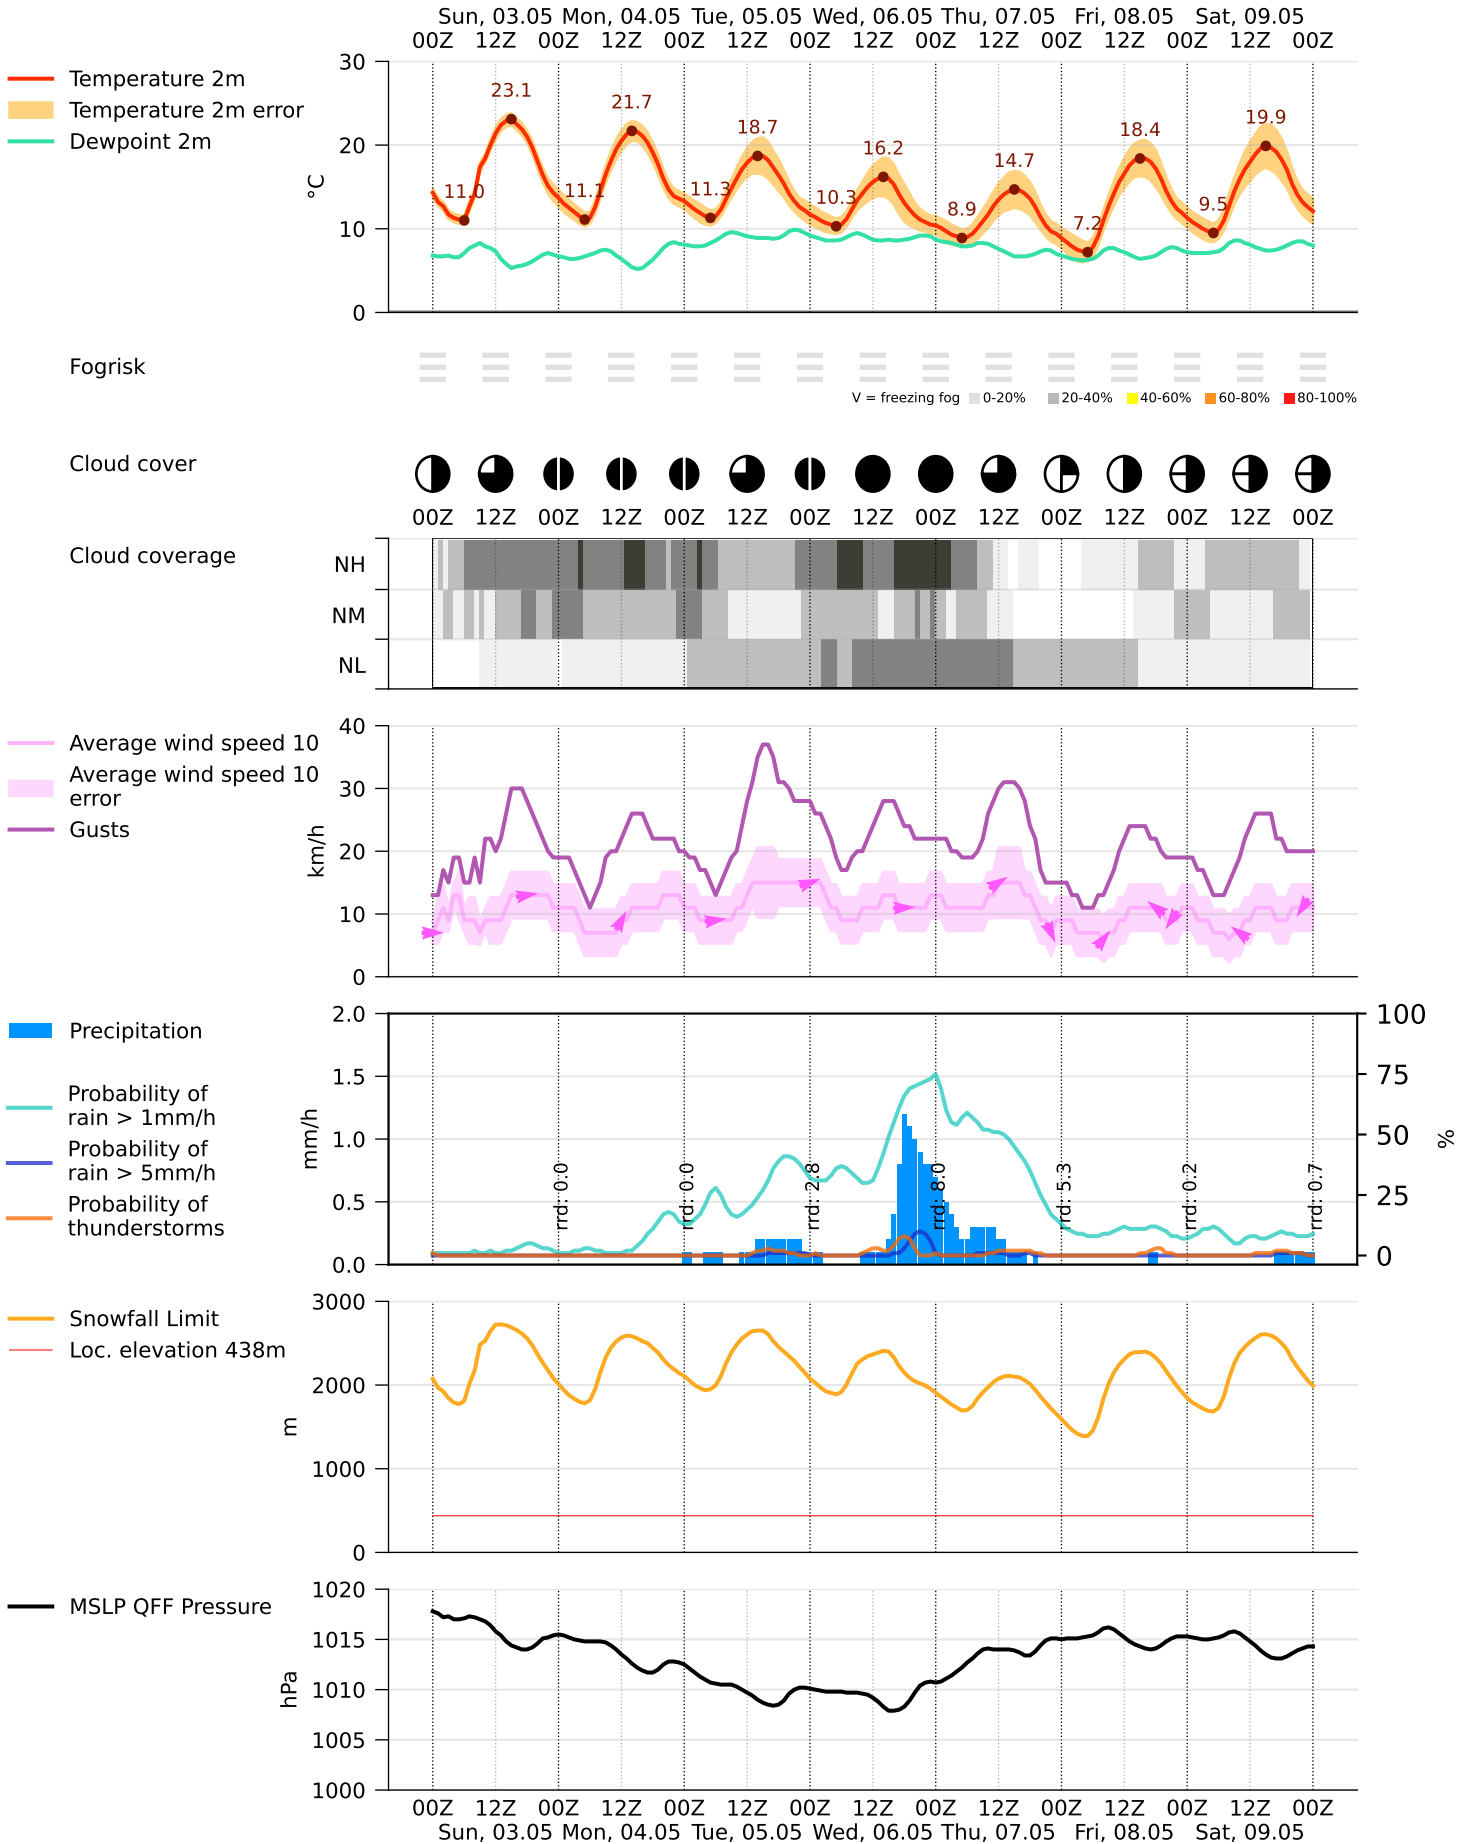 Sun, 03.05 Mon, 04.05 Tue, 05.05 Wed, 06.05 Thu, 07.05 Fri, 08.05 Sat, 09.05
00Z 12Z 00Z 12Z 00Z 12Z 00Z 12Z 00Z 12Z 00Z 12Z 00Z 12Z 00Z
Temperature 2m
Temperature 2m error
Dewpoint 2m
°C
30
20
10
0
23.1 21.7 18.7 16.2 14.7 18.4 19.9
11.0 11.1 11.3 10.3 8.9 7.2 9.5
Fogrisk
V = freezing fog 0-20% 20-40% 40-60% 60-80% 80-100%
Cloud cover
00Z 12Z 00Z 12Z 00Z 12Z 00Z 12Z 00Z 12Z 00Z 12Z 00Z 12Z 00Z
Cloud coverage
NH
NM
NL
Average wind speed 10
Average wind speed 10
error
Gusts
km/h
40
30
20
10
0
Precipitation
Probability of
rain > 1mm/h
Probability of
rain > 5mm/h
Probability of
thunderstorms
mm/h
2.0
1.5
1.0
0.5
0.0
rrd: 0.0 rrd: 0.0 rrd: 2.8 rrd: 8.0 rrd: 5.3 rrd: 0.2 rrd: 0.7
100
75
50
25
0
%
Snowfall Limit
Loc. elevation 438m
m
3000
2000
1000
0
MSLP QFF Pressure
hPa
1020
1015
1010
1005
1000
00Z 12Z 00Z 12Z 00Z 12Z 00Z 12Z 00Z 12Z 00Z 12Z 00Z 12Z 00Z
Sun, 03.05 Mon, 04.05 Tue, 05.05 Wed, 06.05 Thu, 07.05 Fri, 08.05 Sat, 09.05